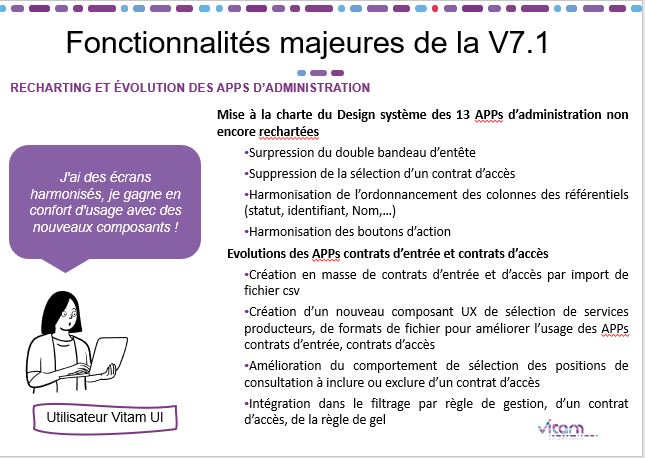 Fonctionnalités majeures de la V7.1
RECHARTING ET ÉVOLUTION DES APPS D'ADMINISTRATION
J'ai des écrans
harmonisés, je gagne en
confort d'usage avec des
nouveaux composants !
Utilisateur Vitam UI
Mise à la charte du Design système des 13 APPs d'administration non
encore rechartées
•Surpression du double bandeau d'entête
•Suppression de la sélection d'un contrat d'accès
•Harmonisation de l'ordonnancement des colonnes des référentiels
(statut, identifiant, Nom,…)
•Harmonisation des boutons d'action
Evolutions des APPs contrats d'entrée et contrats d'accès
•Création en masse de contrats d'entrée et d'accès par import de
fichier csv
•Création d'un nouveau composant UX de sélection de services
producteurs, de formats de fichier pour améliorer l'usage des APPs
contrats d'entrée, contrats d'accès
•Amélioration du comportement de sélection des positions de
consultation à inclure ou exclure d'un contrat d'accès
•Intégration dans le filtrage par règle de gestion, d'un contrat
d'accès, de la règle de gel
vitam